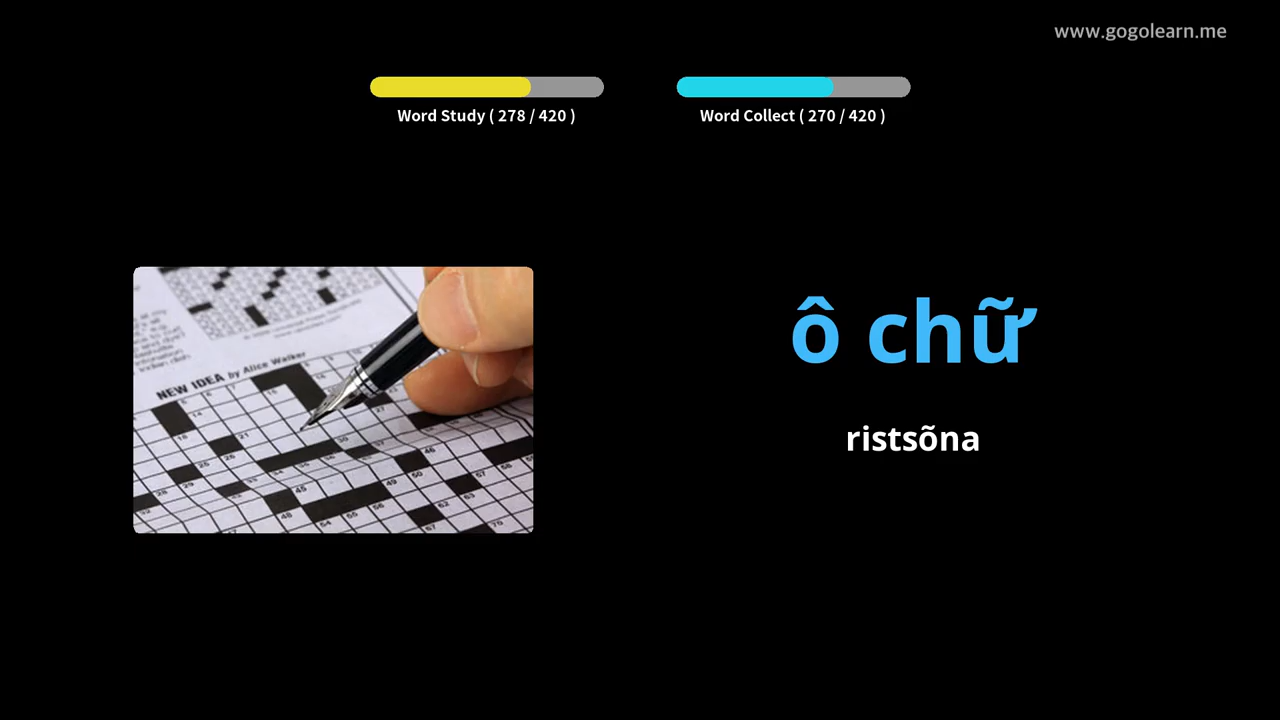 www.gogolearn.me
Word Study ( 278 / 420 )
Word Collect ( 270 / 420 )
NEW IDEA by Alice Walker
ô chữ
ristsõna